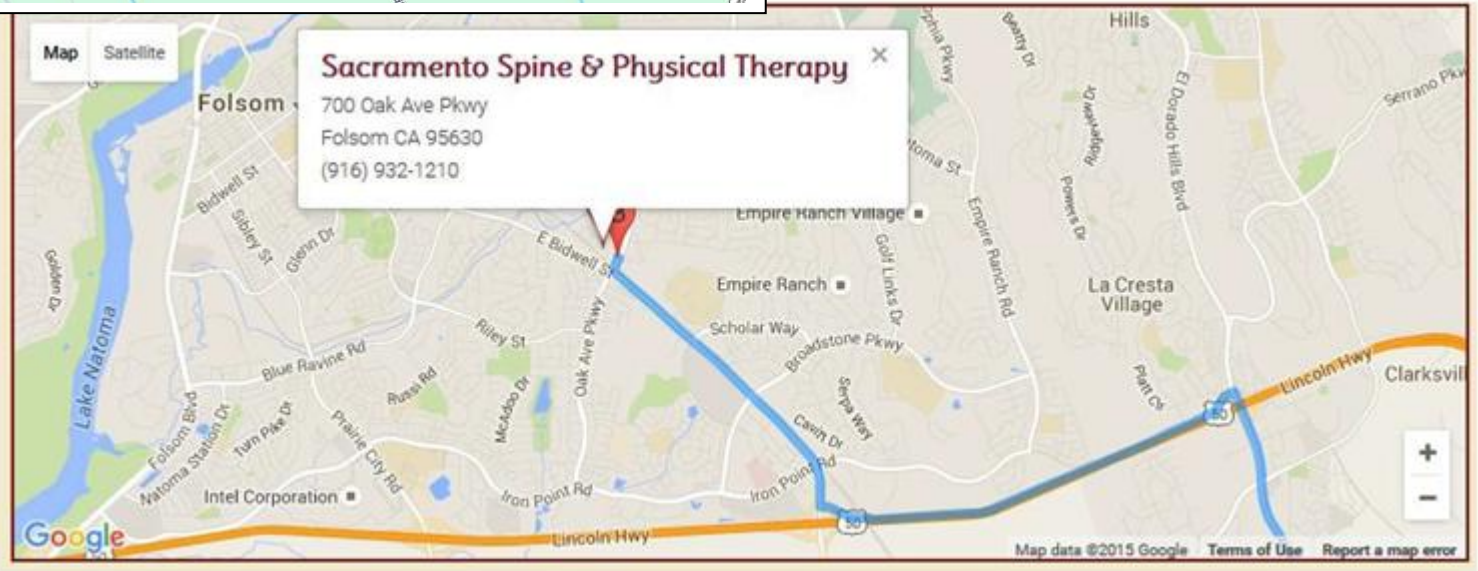 Map Satellite
Sacramento Spine & Physical Therapy
700 Oak Ave Pkwy
Folsom CA 95630
(916) 932-1210
Folsom
Hills
Beatty Dr
El Dorado Hills Blvd
Serrano
Ridgeview Dr
Powers Dr
Empire Ranch Village
Empire Ranch
Golf Links Dr
Empire Ranch Rd
La Cresta
Village
Bidwell St
Sibley St
Glenn Dr
E Bidwell St
Golden Dr
Lake Natoma
Riley St
Oak Ave Pkwy
Scholar Way
Broadstone Pkwy
Blue Ravine Rd
Russi Rd
McAdoo Dr
Serpa Way
Cavitt Dr
Platt
Lincoln Hwy
Clarksvil
50
Folsom Blvd
Natoma Station Dr
Turn Pike Dr
Prairie City Rd
Intel Corporation
Iron Point Rd
Iron Point Rd
Lincoln Hwy
50
+
−
Google
Map data ©2015 Google Terms of Use Report a map error